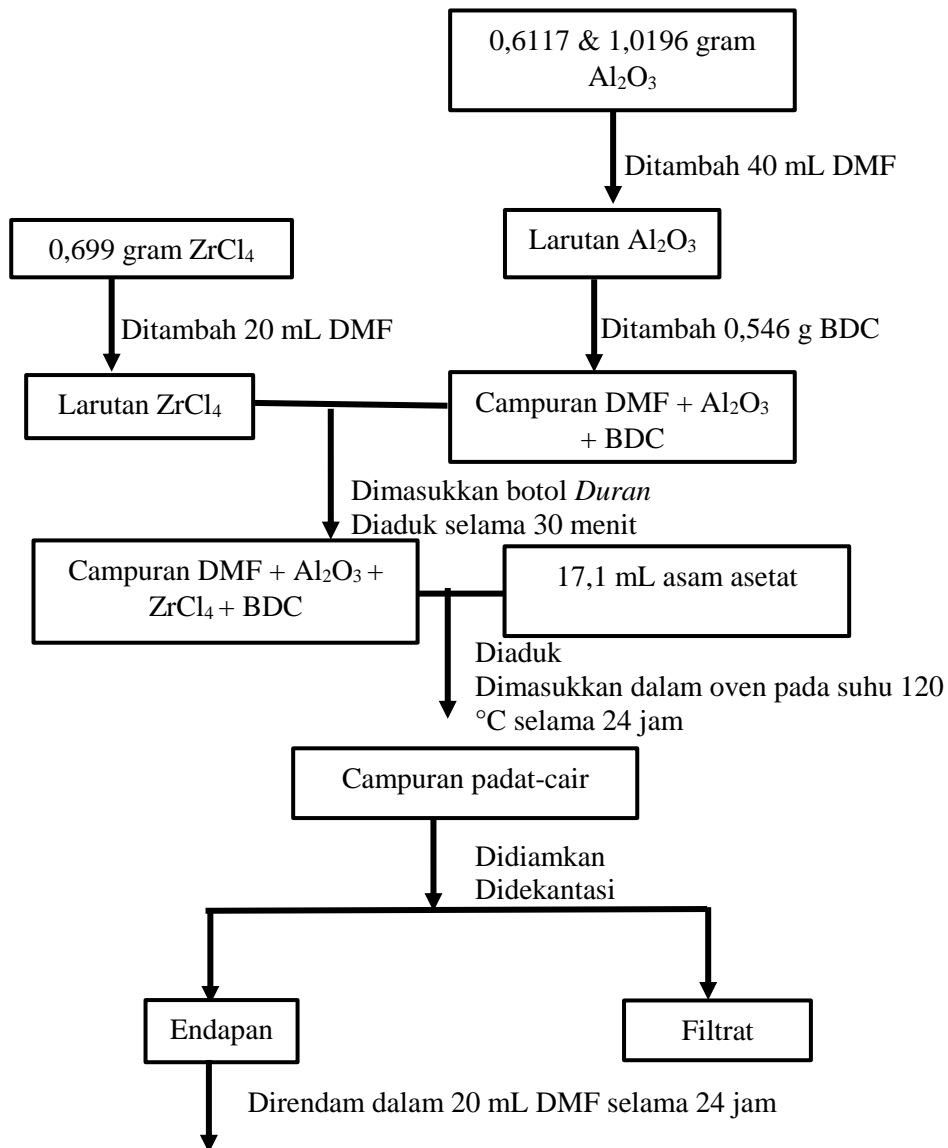 0,6117 & 1,0196 gram
Al₂O₃
Ditambah 40 mL DMF
0,699 gram ZrCl₄
Larutan Al₂O₃
Ditambah 20 mL DMF
Ditambah 0,546 g BDC
Larutan ZrCl₄
Campuran DMF + Al₂O₃
+ BDC
Dimasukkan botol Duran
Diaduk selama 30 menit
Campuran DMF + Al₂O₃ +
ZrCl₄ + BDC
17,1 mL asam asetat
Diaduk
Dimasukkan dalam oven pada suhu 120
°C selama 24 jam
Campuran padat-cair
Didiamkan
Didekantasi
Endapan
Filtrat
Direndam dalam 20 mL DMF selama 24 jam